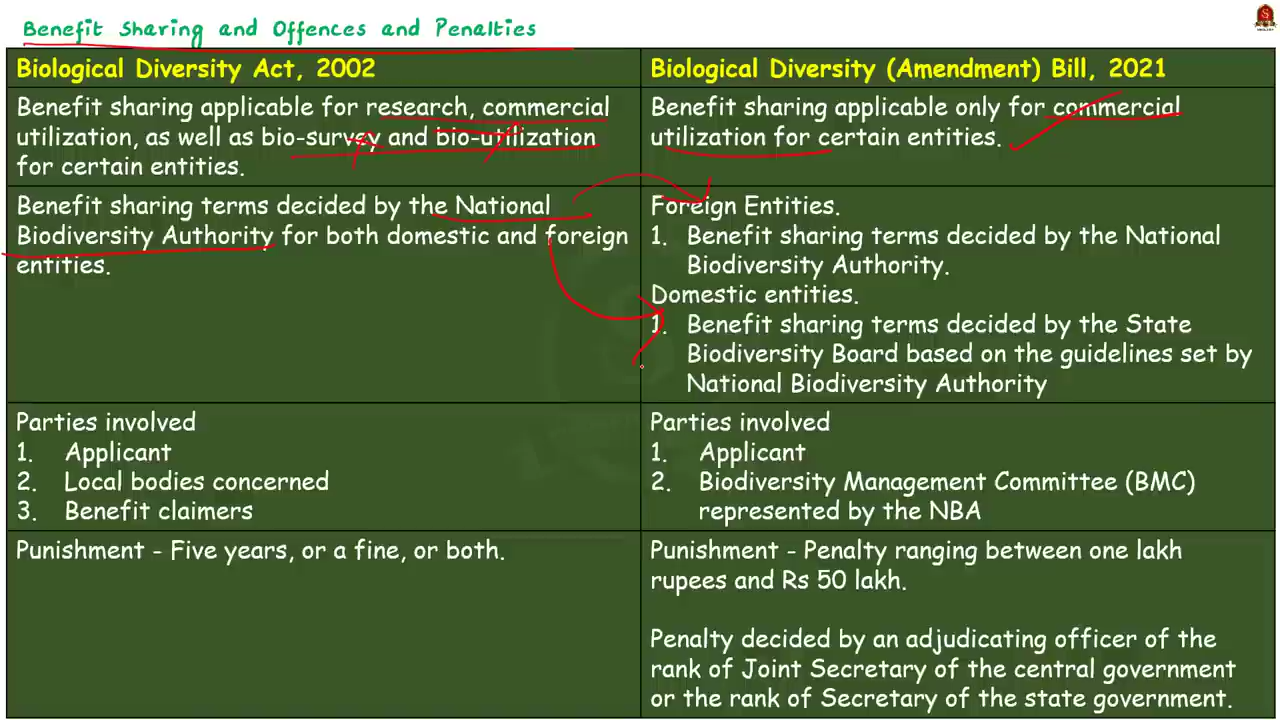 Benefit Sharing and Offences and Penalties
Biological Diversity Act, 2002
Biological Diversity (Amendment) Bill, 2021
Benefit sharing applicable for research, commercial
utilization, as well as bio-survey and bio-utilization
for certain entities.
Benefit sharing applicable only for commercial
utilization for certain entities.
Benefit sharing terms decided by the National
Biodiversity Authority for both domestic and foreign
entities.
Foreign Entities.
1. Benefit sharing terms decided by the National
Biodiversity Authority.
Domestic entities.
1. Benefit sharing terms decided by the State
Biodiversity Board based on the guidelines set by
National Biodiversity Authority
Parties involved
1. Applicant
2. Local bodies concerned
3. Benefit claimers
Parties involved
1. Applicant
2. Biodiversity Management Committee (BMC)
represented by the NBA
Punishment - Five years, or a fine, or both.
Punishment - Penalty ranging between one lakh
rupees and Rs 50 lakh.
Penalty decided by an adjudicating officer of the
rank of Joint Secretary of the central government
or the rank of Secretary of the state government.